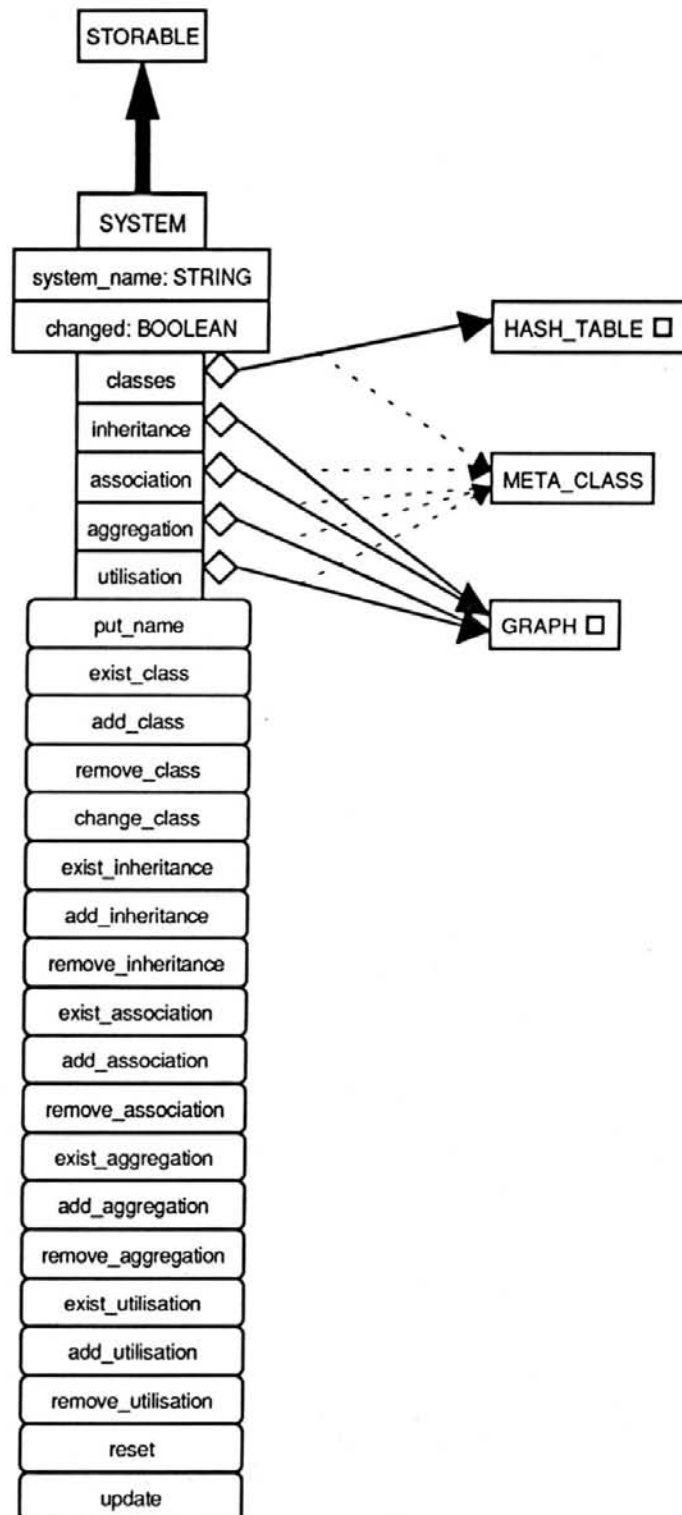 STORABLE
SYSTEM
system_name: STRING
changed: BOOLEAN
classes
inheritance
association
aggregation
utilisation
put_name
exist_class
add_class
remove_class
change_class
exist_inheritance
add_inheritance
remove_inheritance
exist_association
add_association
remove_association
exist_aggregation
add_aggregation
remove_aggregation
exist_utilisation
add_utilisation
remove_utilisation
reset
update
HASH_TABLE
META_CLASS
GRAPH